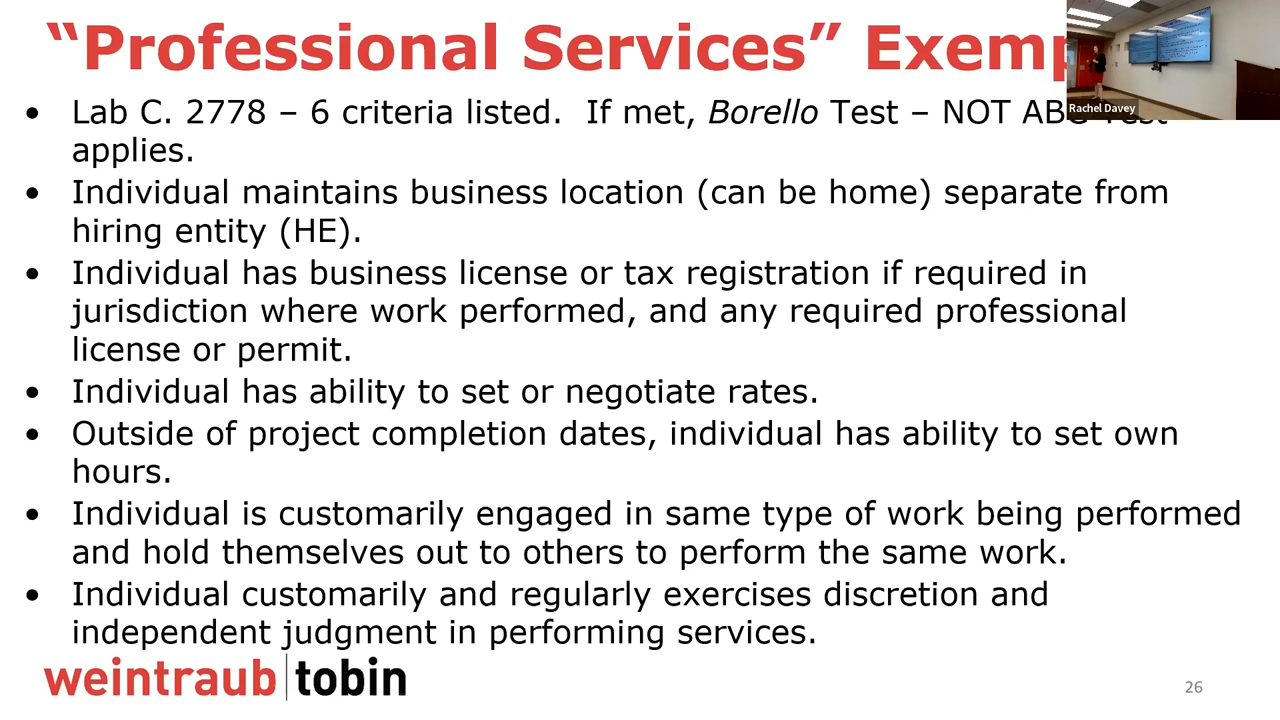 “Professional Services” Exemp
Rachel Davey
• Lab C. 2778 – 6 criteria listed. If met, Borello Test – NOT ABC Test
applies.
• Individual maintains business location (can be home) separate from
hiring entity (HE).
• Individual has business license or tax registration if required in
jurisdiction where work performed, and any required professional
license or permit.
• Individual has ability to set or negotiate rates.
• Outside of project completion dates, individual has ability to set own
hours.
• Individual is customarily engaged in same type of work being performed
and hold themselves out to others to perform the same work.
• Individual customarily and regularly exercises discretion and
independent judgment in performing services.
weintraub|tobin
26